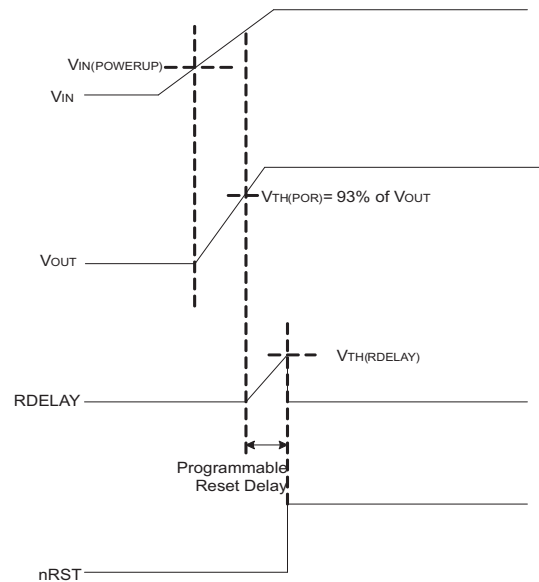 VIN(POWERUP)
VIN
VTH(POR)= 93% of VOUT
VOUT
VTH(RDELAY)
RDELAY
Programmable
Reset Delay
nRST